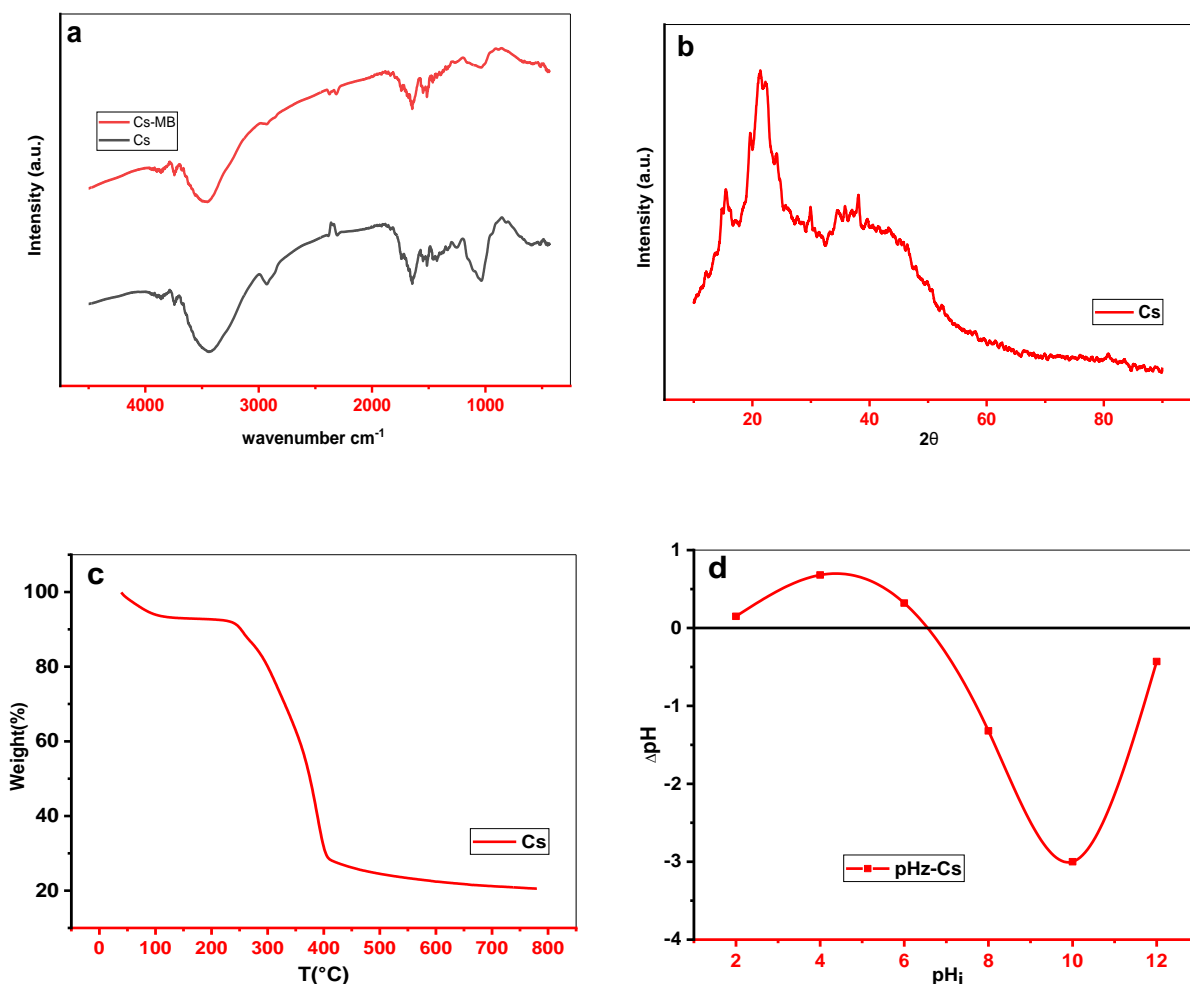 a
Intensity (a.u.)
Cs-MB
Cs
4000 3000 2000 1000
wavenumber cm⁻¹
b
Intensity (a.u.)
Cs
20 40 60 80
2θ
c
Weight(%)
100
80
60
40
20
Cs
0 100 200 300 400 500 600 700 800
T(°C)
d
ΔpH
1
0
-1
-2
-3
-4
pHz-Cs
2 4 6 8 10 12
pHᵢ